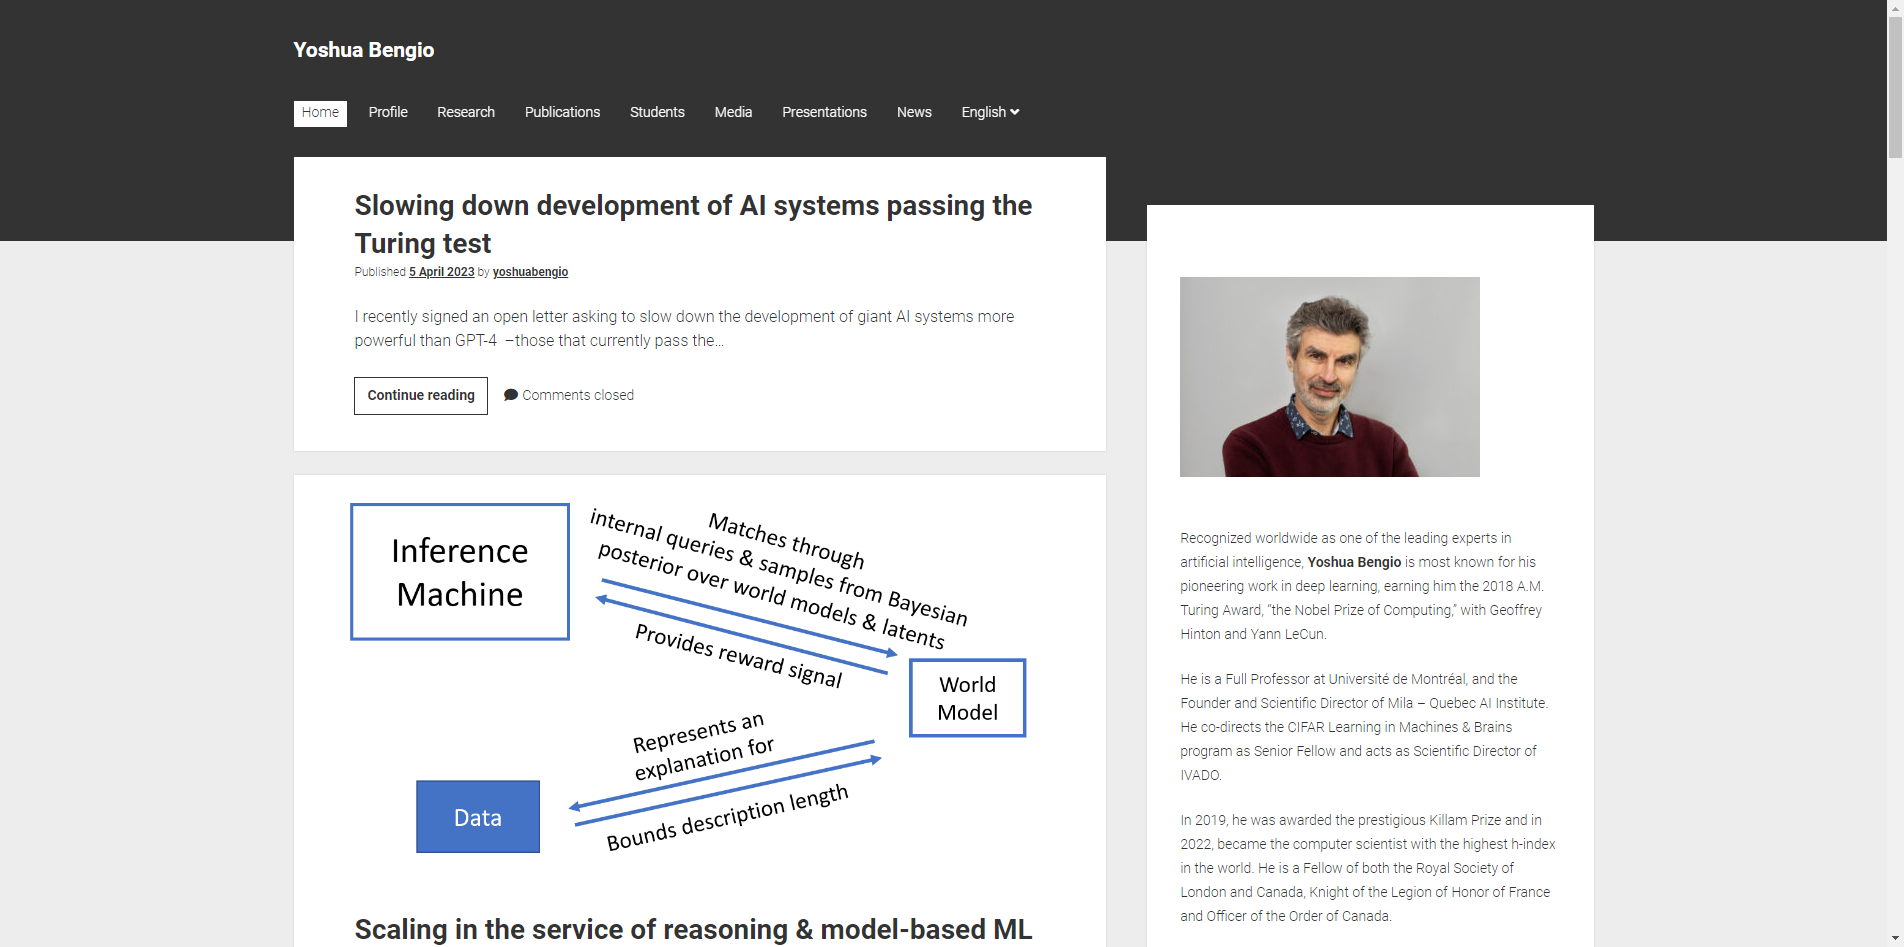 Yoshua Bengio
Home Profile Research Publications Students Media Presentations News English
Slowing down development of AI systems passing the
Turing test
Published 5 April 2023 by yoshuabengio
I recently signed an open letter asking to slow down the development of giant AI systems more
powerful than GPT-4  –those that currently pass the…
Continue reading
Comments closed
Inference
Machine
Matches through
internal queries & samples from Bayesian
posterior over world models & latents
Provides reward signal
World
Model
Represents an
explanation for
Bounds description length
Data
Scaling in the service of reasoning & model-based ML
Recognized worldwide as one of the leading experts in
artificial intelligence, Yoshua Bengio is most known for his
pioneering work in deep learning, earning him the 2018 A.M.
Turing Award, “the Nobel Prize of Computing,” with Geoffrey
Hinton and Yann LeCun.
He is a Full Professor at Université de Montréal, and the
Founder and Scientific Director of Mila – Quebec AI Institute.
He co-directs the CIFAR Learning in Machines & Brains
program as Senior Fellow and acts as Scientific Director of
IVADO.
In 2019, he was awarded the prestigious Killam Prize and in
2022, became the computer scientist with the highest h-index
in the world. He is a Fellow of both the Royal Society of
London and Canada, Knight of the Legion of Honor of France
and Officer of the Order of Canada.